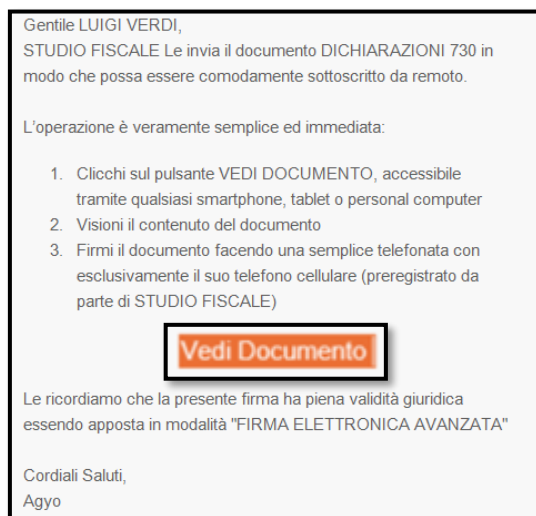 Gentile LUIGI VERDI,
STUDIO FISCALE Le invia il documento DICHIARAZIONI 730 in
modo che possa essere comodamente sottoscritto da remoto.
L'operazione è veramente semplice ed immediata:
1. Clicchi sul pulsante VEDI DOCUMENTO, accessibile
tramite qualsiasi smartphone, tablet o personal computer
2. Visioni il contenuto del documento
3. Firmi il documento facendo una semplice telefonata con
esclusivamente il suo telefono cellulare (preregistrato da
parte di STUDIO FISCALE)
Vedi Documento
Le ricordiamo che la presente firma ha piena validità giuridica
essendo apposta in modalità "FIRMA ELETTRONICA AVANZATA"
Cordiali Saluti,
Agyo